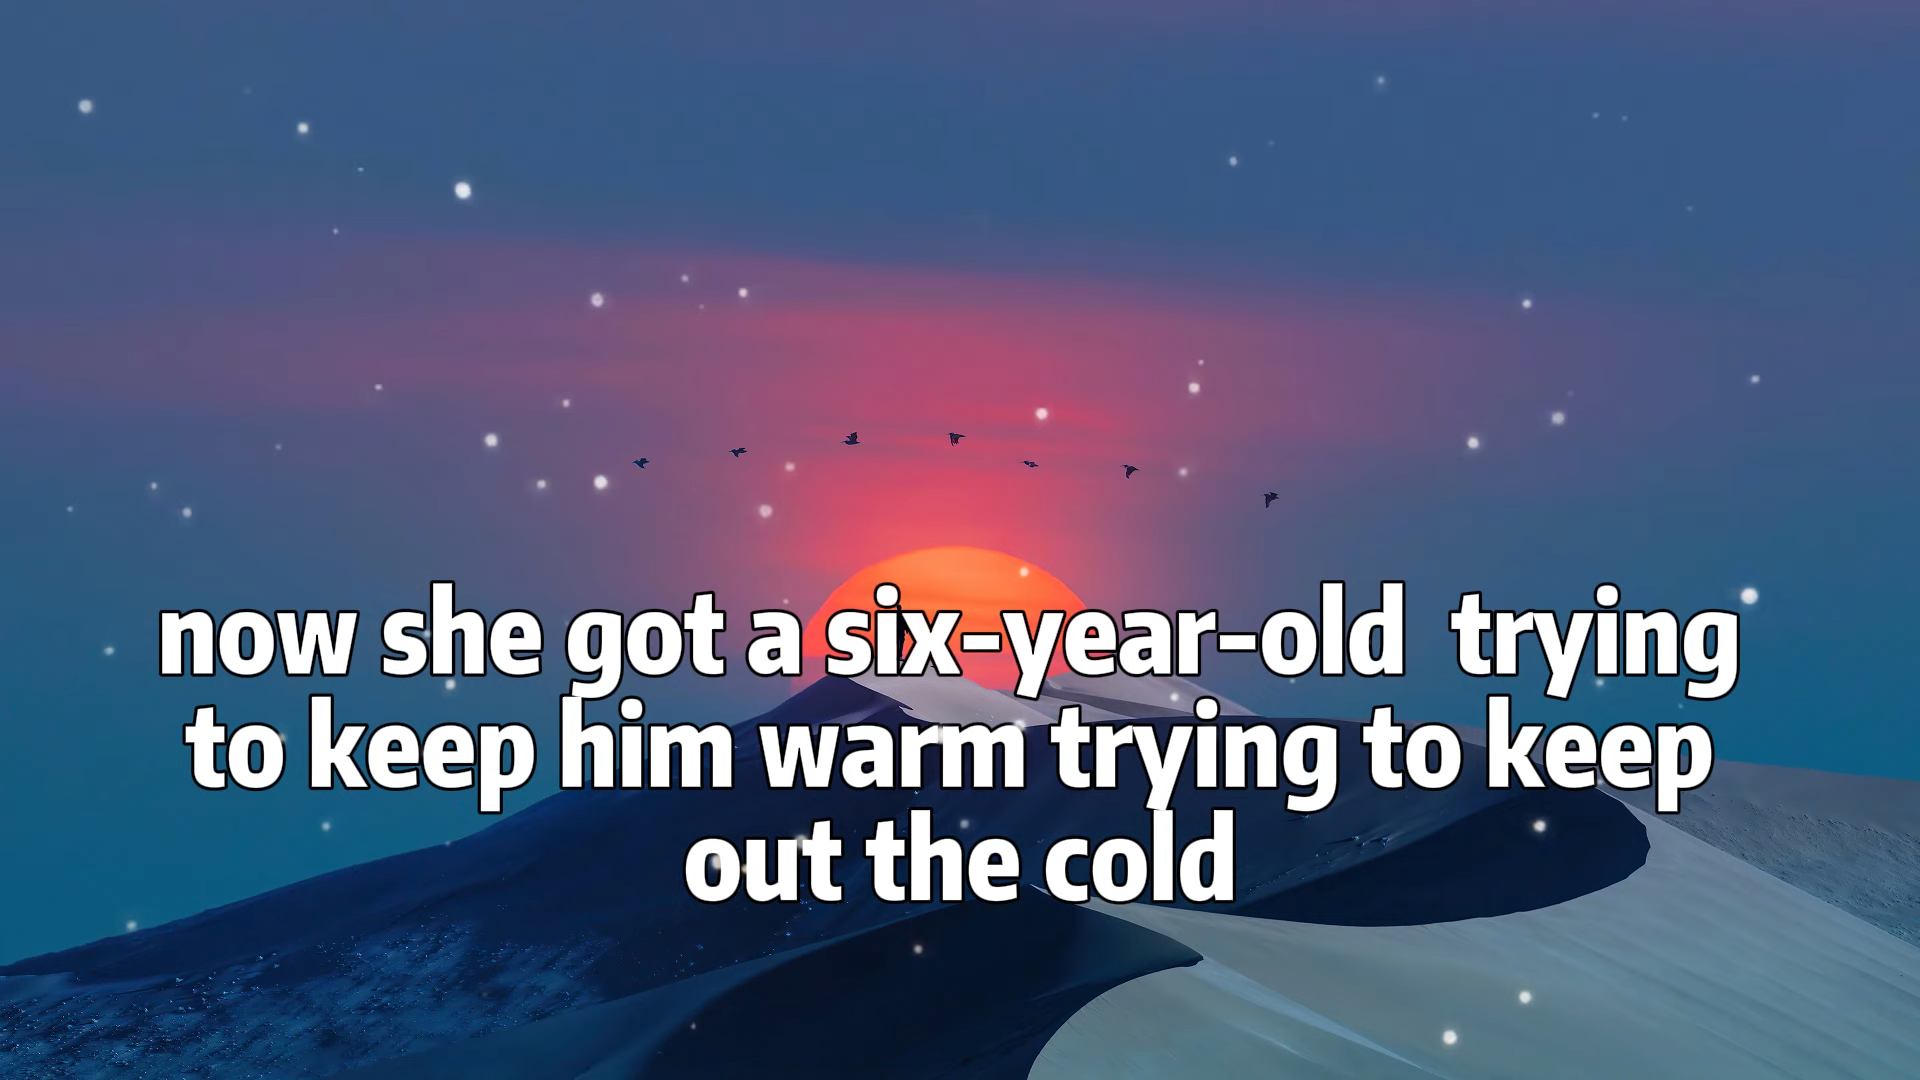 now she got a six-year-old  trying
to keep him warm trying to keep
out the cold